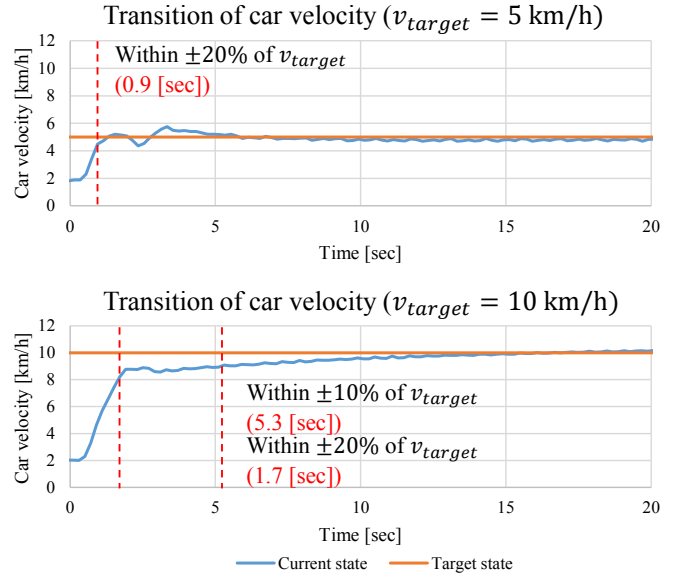 Transition of car velocity (v_target = 5 km/h)
Car velocity [km/h]
12
10
8
6
4
2
0
Within ±20% of v_target
(0.9 [sec])
0 5 10 15 20
Time [sec]
Transition of car velocity (v_target = 10 km/h)
Car velocity [km/h]
12
10
8
6
4
2
0
Within ±10% of v_target
(5.3 [sec])
Within ±20% of v_target
(1.7 [sec])
0 5 10 15 20
Time [sec]
Current state Target state